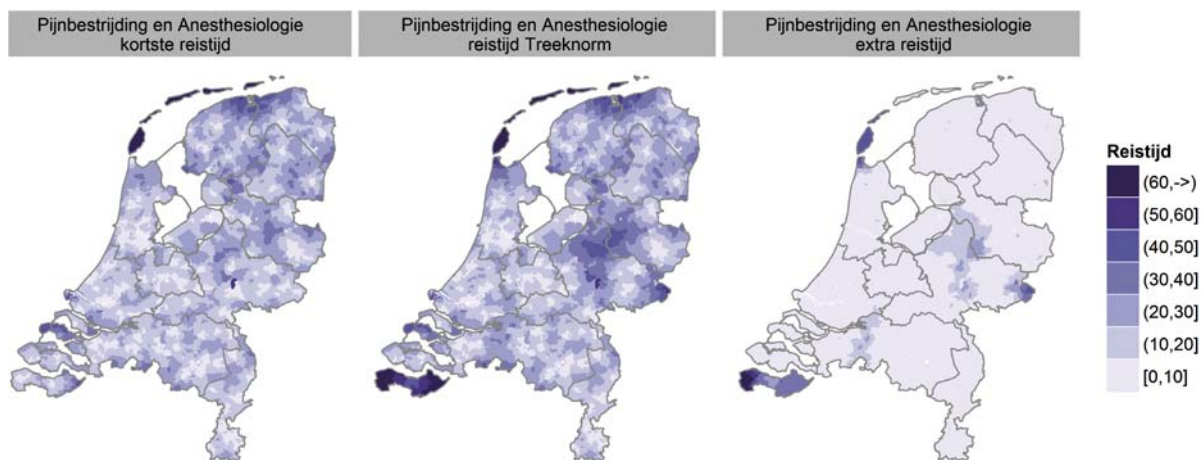 Pijnbestrijding en Anesthesiologie
kortste reistijd
Pijnbestrijding en Anesthesiologie
reistijd Treeknorm
Pijnbestrijding en Anesthesiologie
extra reistijd
Reistijd
(60,->)
(50,60]
(40,50]
(30,40]
(20,30]
(10,20]
[0,10]